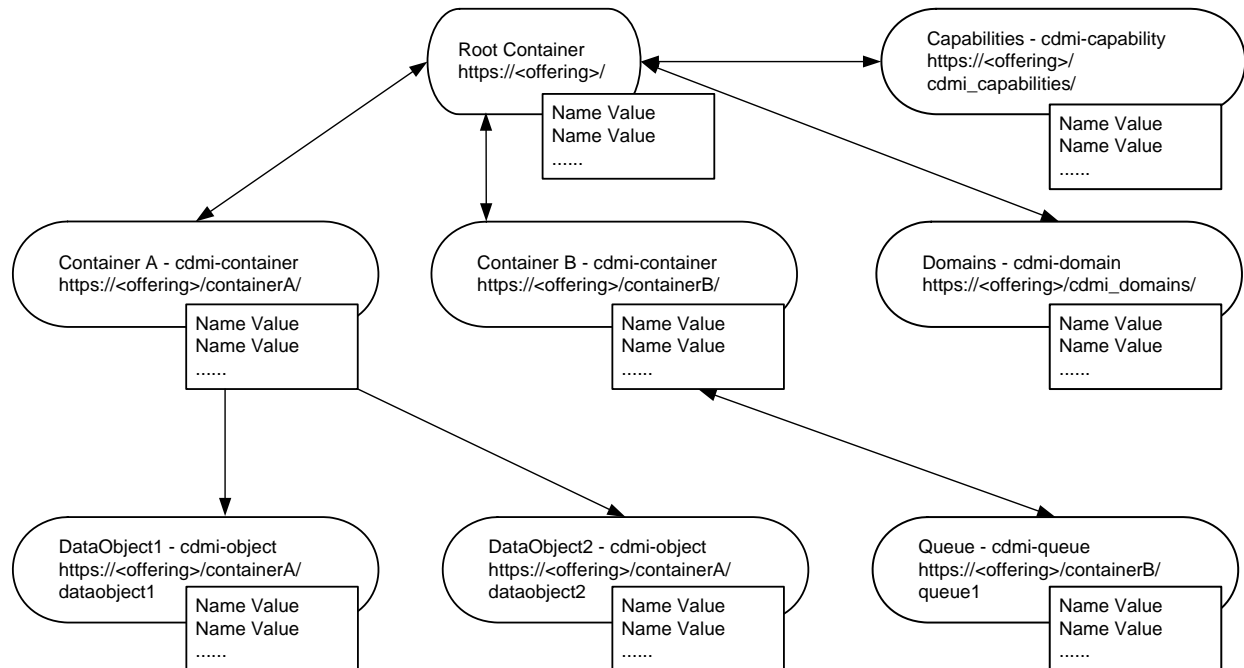 Root Container
https://<offering>/
Name Value
Name Value
......
Capabilities - cdmi-capability
https://<offering>/
cdmi_capabilities/
Name Value
Name Value
......
Container A - cdmi-container
https://<offering>/containerA/
Name Value
Name Value
......
Container B - cdmi-container
https://<offering>/containerB/
Name Value
Name Value
......
Domains - cdmi-domain
https://<offering>/cdmi_domains/
Name Value
Name Value
......
DataObject1 - cdmi-object
https://<offering>/containerA/
dataobject1
Name Value
Name Value
......
DataObject2 - cdmi-object
https://<offering>/containerA/
dataobject2
Name Value
Name Value
......
Queue - cdmi-queue
https://<offering>/containerB/
queue1
Name Value
Name Value
......